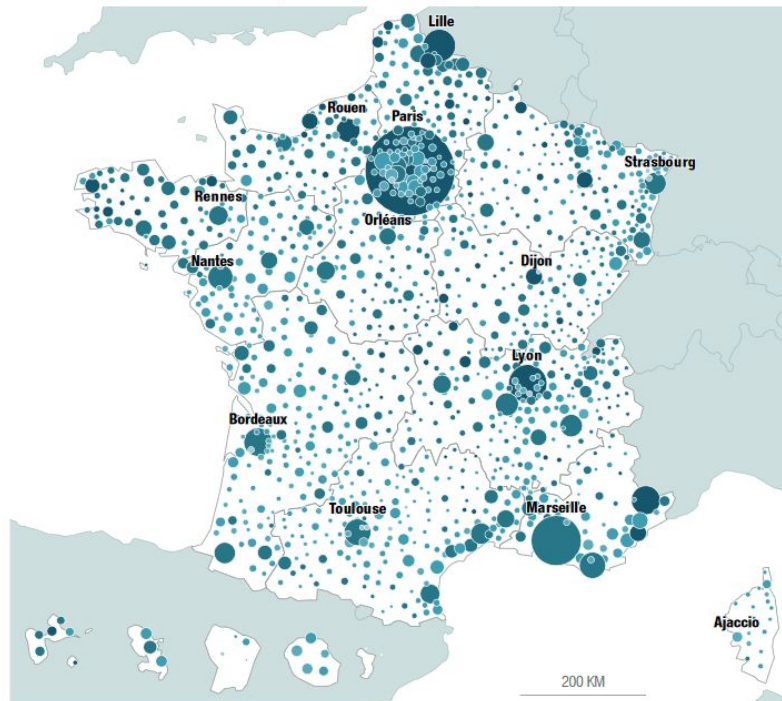 Lille
Rouen
Paris
Strasbourg
Rennes
Orléans
Nantes
Dijon
Lyon
Bordeaux
Toulouse
Marseille
Ajaccio
200 KM